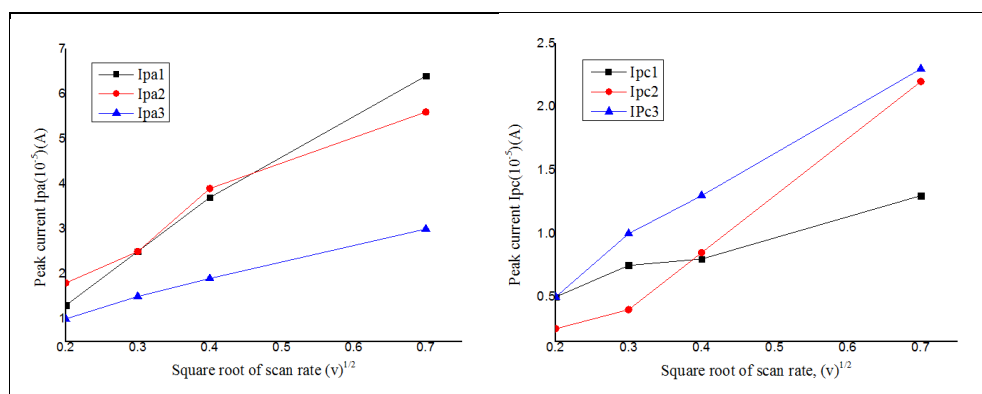 7
6
5
4
3
2
1
0.2 0.3 0.4 0.5 0.6 0.7
Peak current Ipa(10^-5)(A)
Square root of scan rate (v)^1/2
Ipa1
Ipa2
Ipa3
2.5
2.0
1.5
1.0
0.5
0.2 0.3 0.4 0.5 0.6 0.7
Peak current Ipc(10^-5)(A)
Square root of scan rate, (v)^1/2
Ipc1
Ipc2
IPc3